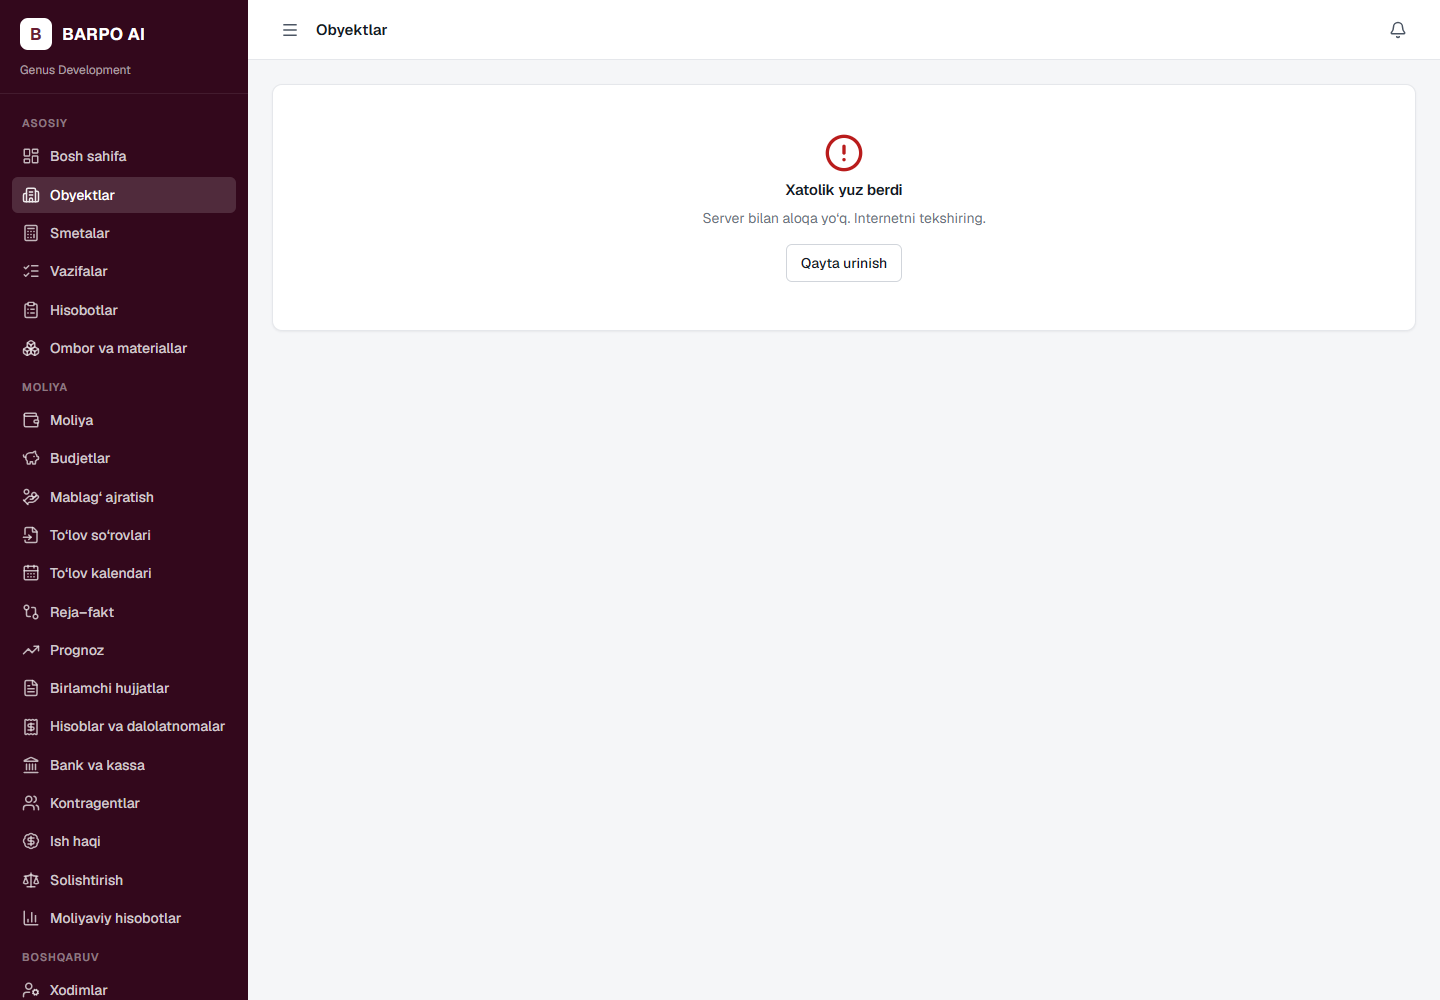 B BARPO AI
Genus Development
ASOSIY
Bosh sahifa
Obyektlar
Smetalar
Vazifalar
Hisobotlar
Ombor va materiallar
MOLIYA
Moliya
Budjetlar
Mablag‘ ajratish
To‘lov so‘rovlari
To‘lov kalendari
Reja–fakt
Prognoz
Birlamchi hujjatlar
Hisoblar va dalolatnomalar
Bank va kassa
Kontragentlar
Ish haqi
Solishtirish
Moliyaviy hisobotlar
BOSHQARUV
Xodimlar
Obyektlar
Xatolik yuz berdi
Server bilan aloqa yo'q. Internetni tekshiring.
Qayta urinish